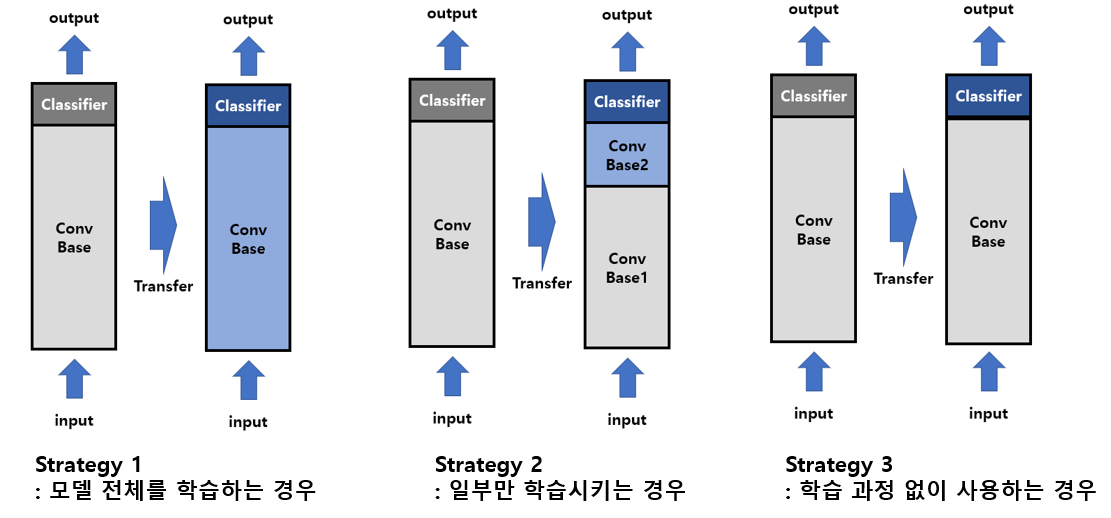 output
Classifier
Conv
Base
input
Transfer
output
Classifier
Conv
Base
input
Strategy 1
: 모델 전체를 학습하는 경우
output
Classifier
Conv
Base
input
Transfer
output
Classifier
Conv
Base2
Conv
Base1
input
Strategy 2
: 일부만 학습시키는 경우
output
Classifier
Conv
Base
input
Transfer
output
Classifier
Conv
Base
input
Strategy 3
: 학습 과정 없이 사용하는 경우